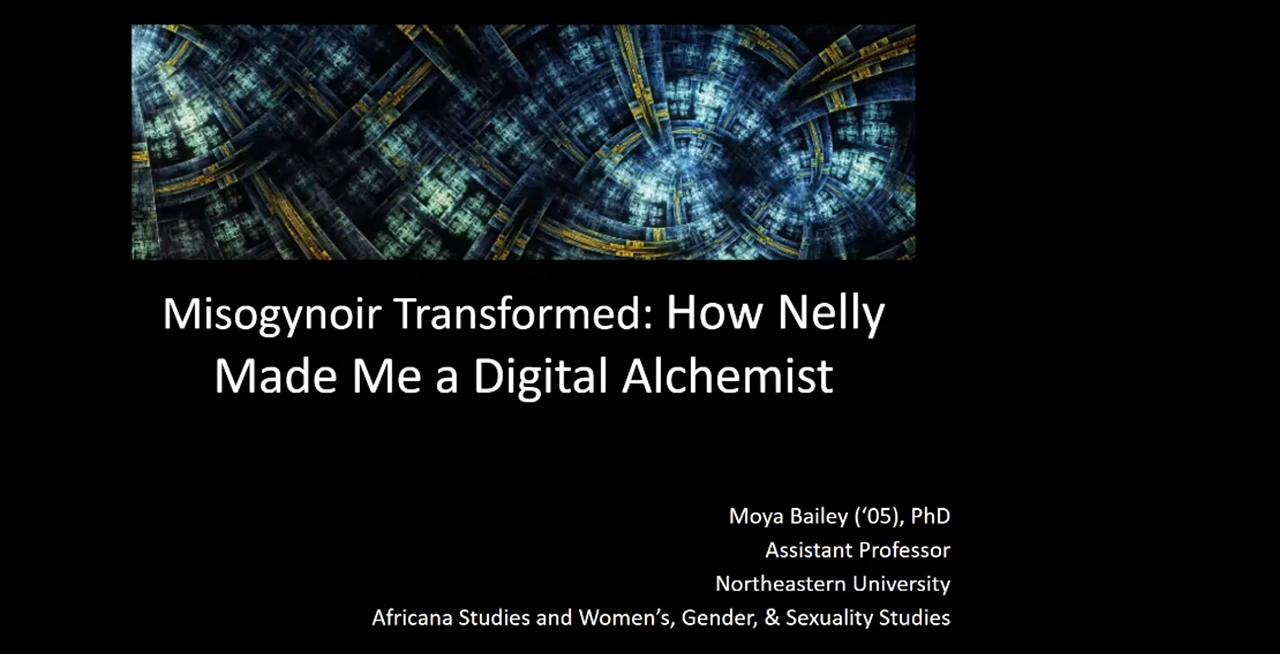 Misogynoir Transformed: How Nelly
Made Me a Digital Alchemist
Moya Bailey (‘05), PhD
Assistant Professor
Northeastern University
Africana Studies and Women’s, Gender, & Sexuality Studies